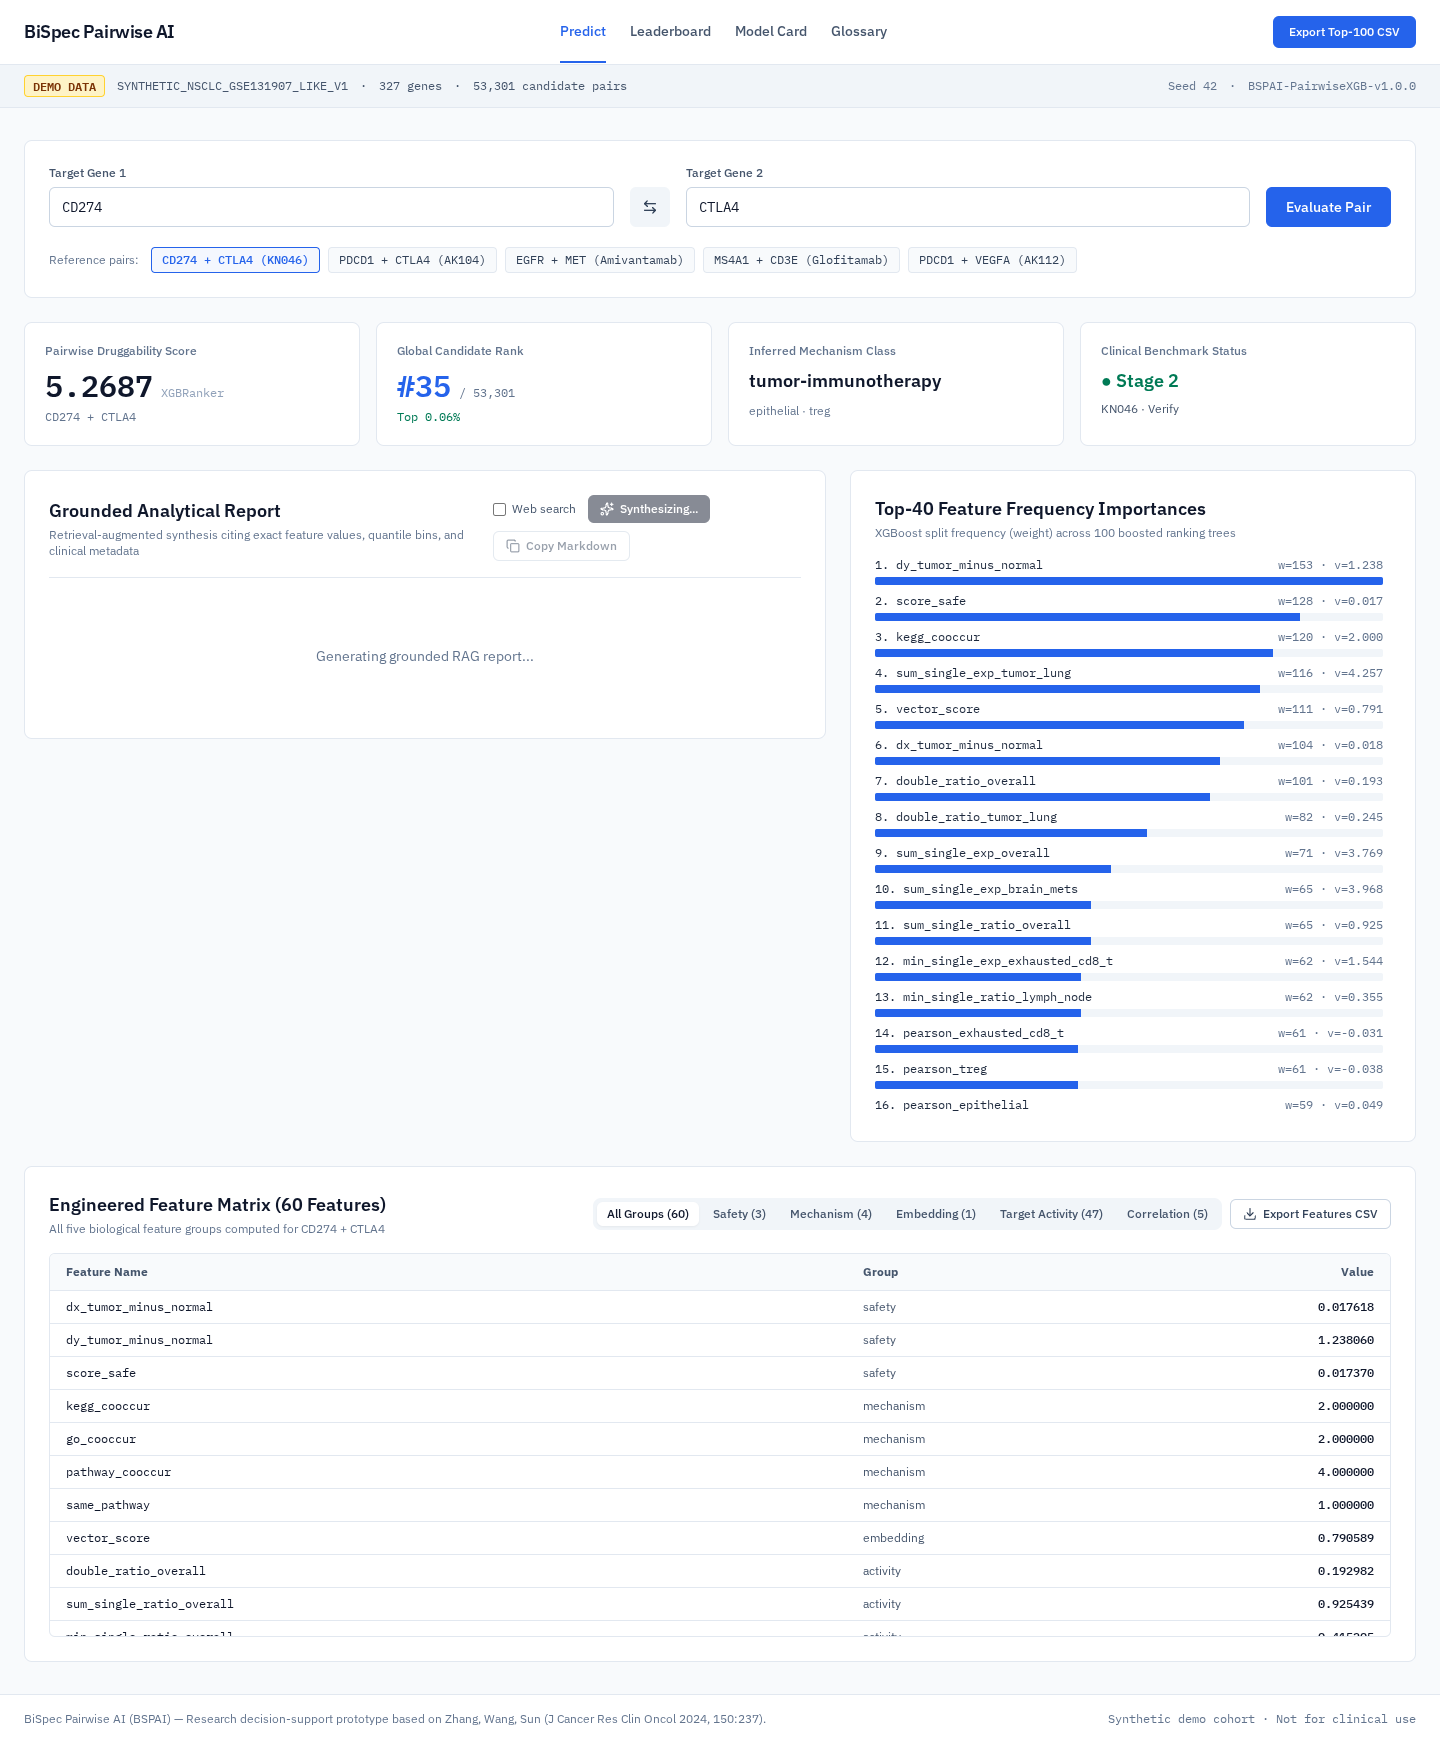 BiSpec Pairwise AI
Predict
Leaderboard
Model Card
Glossary
Export Top-100 CSV
DEMO DATA SYNTHETIC_NSCLC_GSE131907_LIKE_V1 · 327 genes · 53,301 candidate pairs
Seed 42 · BSPAI-PairwiseXGB-v1.0.0
Target Gene 1
CD274
Target Gene 2
CTLA4
Evaluate Pair
Reference pairs: CD274 + CTLA4 (KN046) PDCD1 + CTLA4 (AK104) EGFR + MET (Amivantamab) MS4A1 + CD3E (Glofitamab) PDCD1 + VEGFA (AK112)
Pairwise Druggability Score
5.2687 XGBRanker
CD274 + CTLA4
Global Candidate Rank
#35 / 53,301
Top 0.06%
Inferred Mechanism Class
tumor-immunotherapy
epithelial · treg
Clinical Benchmark Status
● Stage 2
KN046 · Verify
Grounded Analytical Report
Retrieval-augmented synthesis citing exact feature values, quantile bins, and
clinical metadata
Web search
Synthesizing...
Copy Markdown
Generating grounded RAG report...
Top-40 Feature Frequency Importances
XGBoost split frequency (weight) across 100 boosted ranking trees
1. dy_tumor_minus_normal w=153 · v=1.238
2. score_safe w=128 · v=0.017
3. kegg_cooccur w=120 · v=2.000
4. sum_single_exp_tumor_lung w=116 · v=4.257
5. vector_score w=111 · v=0.791
6. dx_tumor_minus_normal w=104 · v=0.018
7. double_ratio_overall w=101 · v=0.193
8. double_ratio_tumor_lung w=82 · v=0.245
9. sum_single_exp_overall w=71 · v=3.769
10. sum_single_exp_brain_mets w=65 · v=3.968
11. sum_single_ratio_overall w=65 · v=0.925
12. min_single_exp_exhausted_cd8_t w=62 · v=1.544
13. min_single_ratio_lymph_node w=62 · v=0.355
14. pearson_exhausted_cd8_t w=61 · v=-0.031
15. pearson_treg w=61 · v=-0.038
16. pearson_epithelial w=59 · v=0.049
Engineered Feature Matrix (60 Features)
All five biological feature groups computed for CD274 + CTLA4
All Groups (60) Safety (3) Mechanism (4) Embedding (1) Target Activity (47) Correlation (5)
Export Features CSV
Feature Name Group Value
dx_tumor_minus_normal safety 0.017618
dy_tumor_minus_normal safety 1.238060
score_safe safety 0.017370
kegg_cooccur mechanism 2.000000
go_cooccur mechanism 2.000000
pathway_cooccur mechanism 4.000000
same_pathway mechanism 1.000000
vector_score embedding 0.790589
double_ratio_overall activity 0.192982
sum_single_ratio_overall activity 0.925439
BiSpec Pairwise AI (BSPAI) — Research decision-support prototype based on Zhang, Wang, Sun (J Cancer Res Clin Oncol 2024, 150:237).
Synthetic demo cohort · Not for clinical use